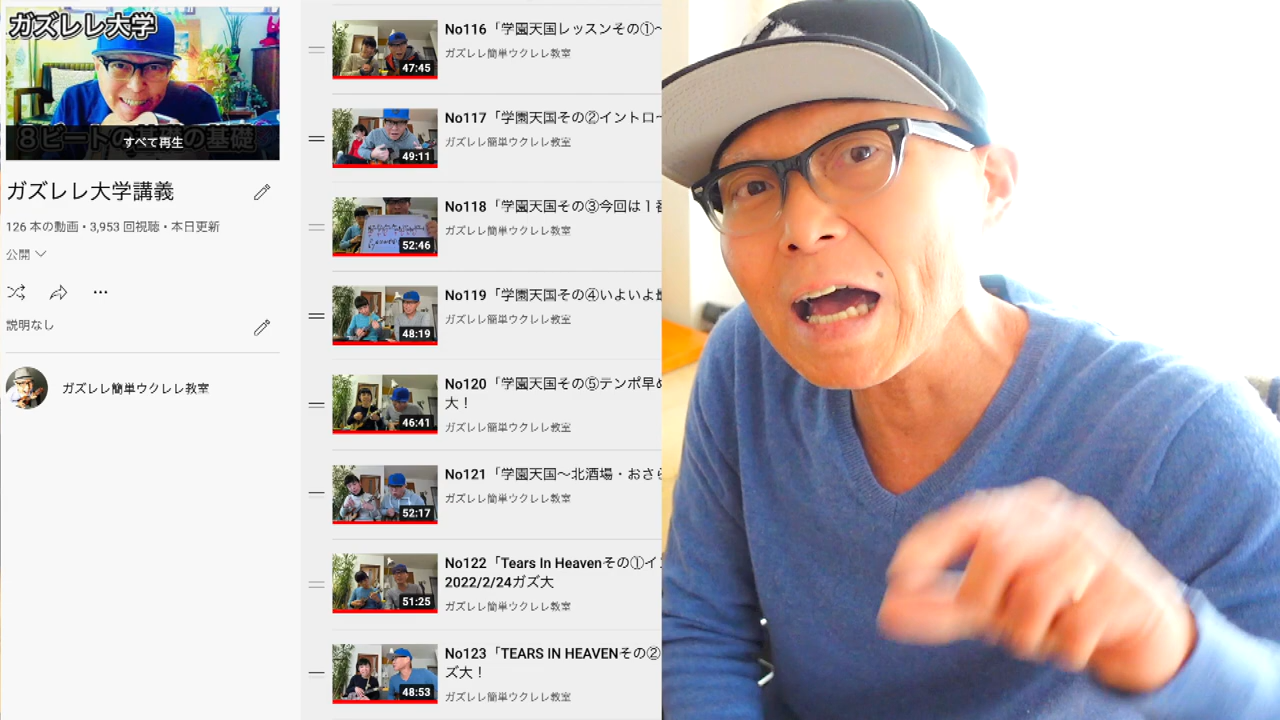 ガズレレ大学
8ビートの基礎の基礎
すべて再生
ガズレレ大学講義
126 本の動画・3,953 回視聴・本日更新
公開
説明なし
ガズレレ簡単ウクレレ教室
No116「学園天国レッスンその①〜
ガズレレ簡単ウクレレ教室
47:45
No117「学園天国その②イントロ〜
ガズレレ簡単ウクレレ教室
49:11
No118「学園天国その③今回は１番
ガズレレ簡単ウクレレ教室
52:46
No119「学園天国その④いよいよ最
ガズレレ簡単ウクレレ教室
48:19
No120「学園天国その⑤テンポ早め
大！
ガズレレ簡単ウクレレ教室
46:41
No121「学園天国〜北酒場・おさら
ガズレレ簡単ウクレレ教室
52:17
No122「Tears In Heavenその①イ
2022/2/24ガズ大
ガズレレ簡単ウクレレ教室
51:25
No123「TEARS IN HEAVENその②
ズ大！
ガズレレ簡単ウクレレ教室
48:53